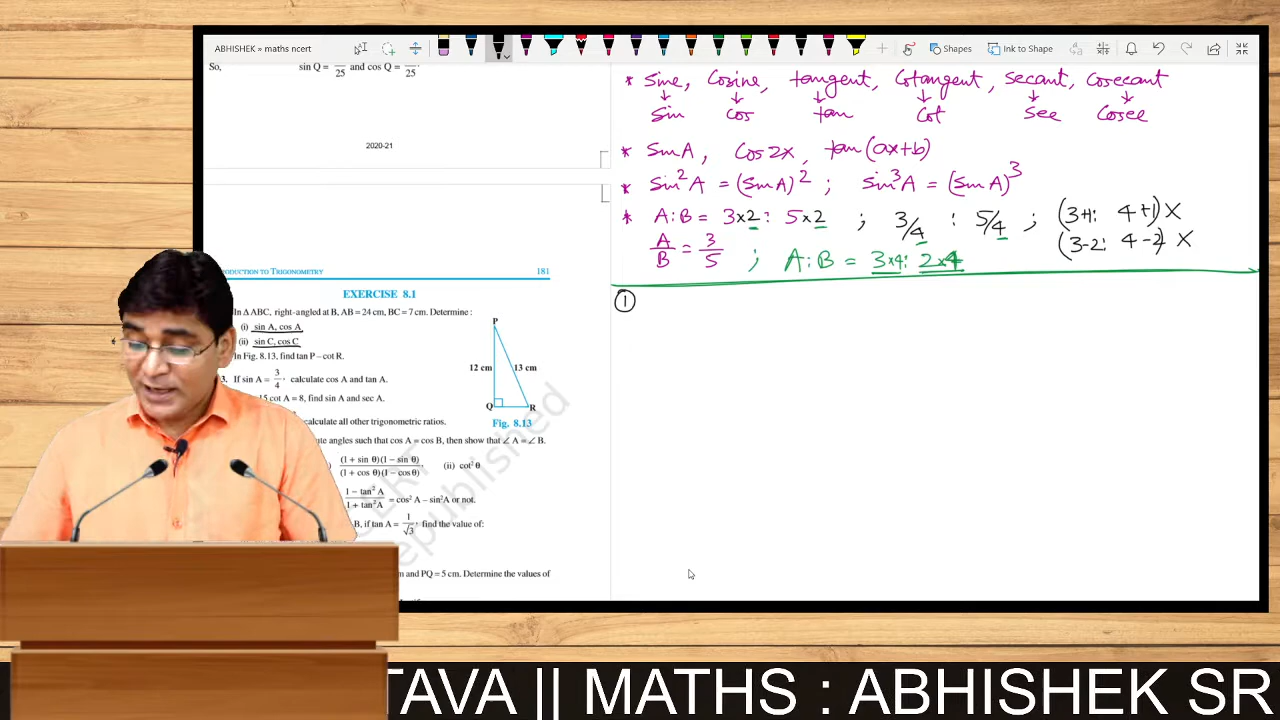 ABHISHEK » maths ncert
Shapes
Ink to Shape
So, sin Q = /25 and cos Q = /25 .
2020-21
RODUCTION TO TRIGONOMETRY 181
EXERCISE 8.1
In Δ ABC, right-angled at B, AB = 24 cm, BC = 7 cm. Determine :
(i) sin A, cos A
(ii) sin C, cos C
In Fig. 8.13, find tan P – cot R.
3. If sin A = 3/4 , calculate cos A and tan A.
15 cot A = 8, find sin A and sec A.
calculate all other trigonometric ratios.
ute angles such that cos A = cos B, then show that ∠ A = ∠ B.
(1 + sin θ)(1 – sin θ)/(1 + cos θ)(1 – cos θ) , (ii) cot² θ
1 – tan² A/1 + tan² A = cos² A – sin² A or not.
B, if tan A = 1/√3 , find the value of:
m and PQ = 5 cm. Determine the values of
P
12 cm 13 cm
Q R
Fig. 8.13
republished
* Sine, Cosine, tangent, Cotangent, Secant, Cosecant
↓ ↓ ↓ ↓ ↓ ↓
Sin Cos tan Cot Sec Cosec
* Sin A, Cos 2x, tan (ax+b)
* Sin² A = (Sin A)² ; Sin³ A = (Sin A)³
* A : B = 3×2 : 5×2 ; 3/4 : 5/4 ; (3+1 : 4+1) X
(3-2 : 4-2) X
A/B = 3/5 ; A : B = 3×4 : 2×4
①
TAVA || MATHS : ABHISHEK SR